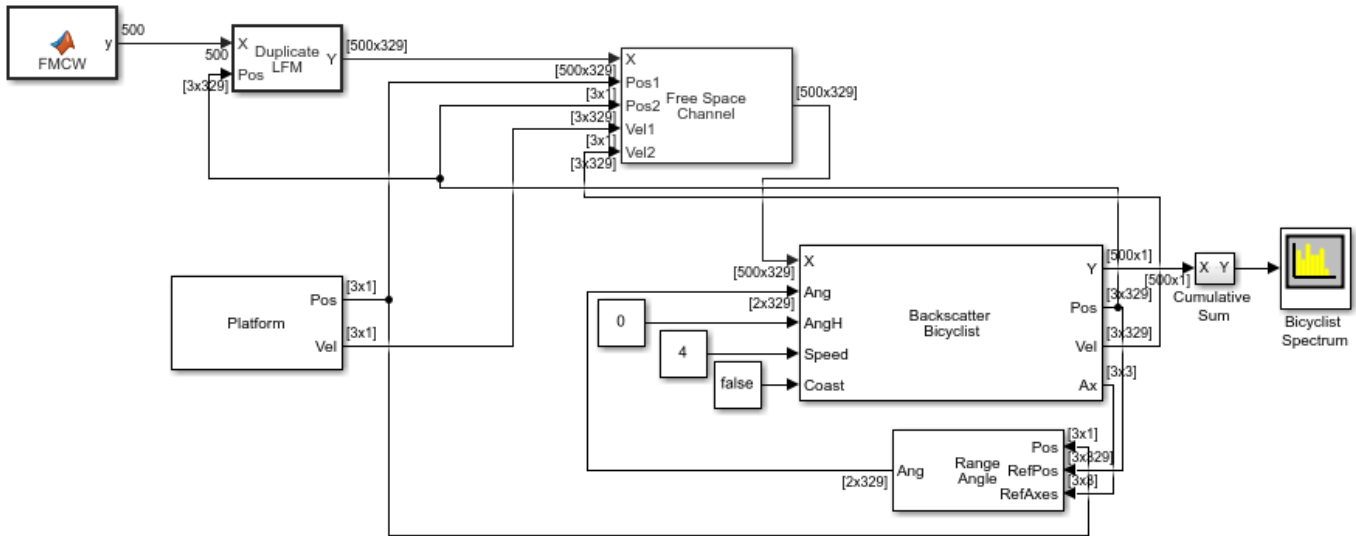 500
y
FMCW
X
500
Duplicate
LFM
Y
Pos
[3x329]
[500x329]
X
[500x329]
Pos1
[3x1]
Pos2
[3x329]
Vel1
[3x1]
Vel2
[3x329]
Free Space
Channel
[500x329]
Platform
Pos
[3x1]
Vel
[3x1]
X
[500x329]
Ang
[2x329]
AngH
Speed
Coast
0
4
false
Backscatter
Bicyclist
Y
[500x1]
Pos
[3x329]
Vel
[3x329]
Ax
[3x3]
[500x1]
X Y
Cumulative
Sum
Bicyclist
Spectrum
Ang
[2x329]
Range
Angle
Pos
[3x1]
RefPos
[3x329]
RefAxes
[3x3]